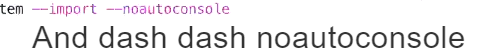 tem --import --noautoconsole
And dash dash noautoconsole